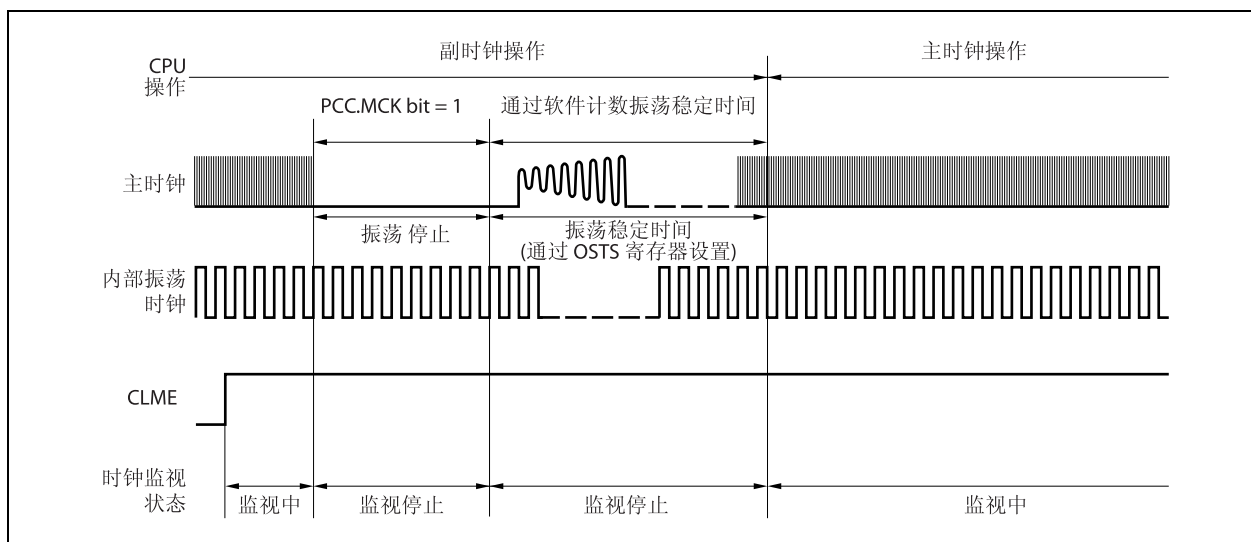 副时钟操作
主时钟操作
CPU
操作
PCC.MCK bit = 1
通过软件计数振荡稳定时间
主时钟
振荡 停止
振荡稳定时间
(通过 OSTS 寄存器设置)
内部振荡
时钟
CLME
时钟监视
状态
监视中
监视停止
监视停止
监视中